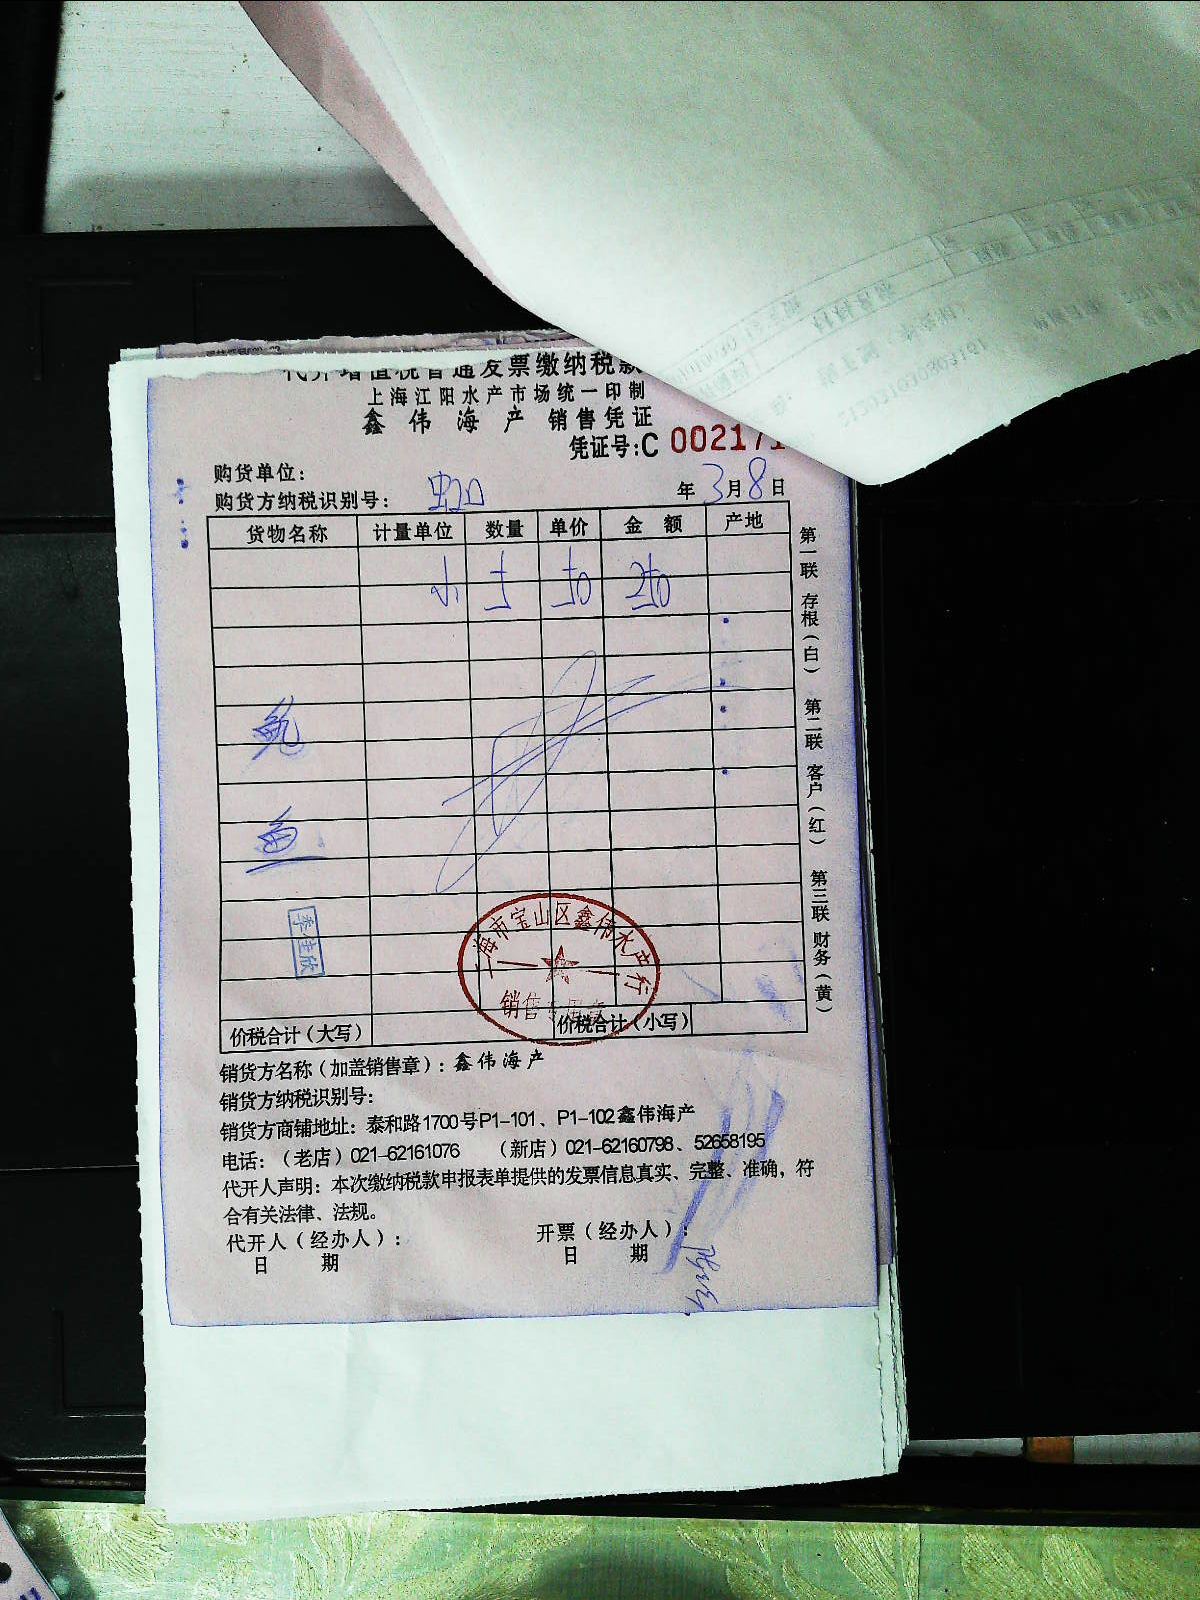 代开增值税普通发票缴纳税款
上海江阳水产市场统一印制
鑫伟海产 销售凭证
凭证号:C 002171
购货单位:
购货方纳税识别号: 虹口 年 3月8日
货物名称 计量单位 数量 单价 金额 产地
小 5 50 250
鲍
鱼
李佳欣
上海市宝山区鑫伟水产行
销售专用章
价税合计(大写) 价税合计(小写)
销货方名称(加盖销售章): 鑫伟海产
销货方纳税识别号:
销货方商铺地址: 泰和路1700号P1-101、P1-102鑫伟海产
电话:(老店)021-62161076 (新店)021-62160798、52658195
代开人声明: 本次缴纳税款申报表单提供的发票信息真实、完整、准确,符
合有关法律、法规。
代开人(经办人): 开票(经办人):
日 期 日 期
第一联 存根(白) 第二联 客户(红) 第三联 财务(黄)